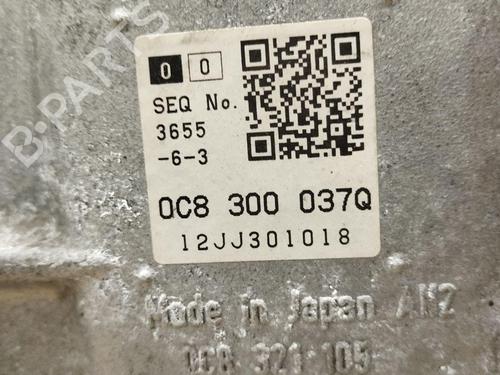 B-PARTS
0 0
SEQ No.
3655
-6-3
0C8 300 037Q
12JJ301018
Made in Japan AN2
0C8 321 105